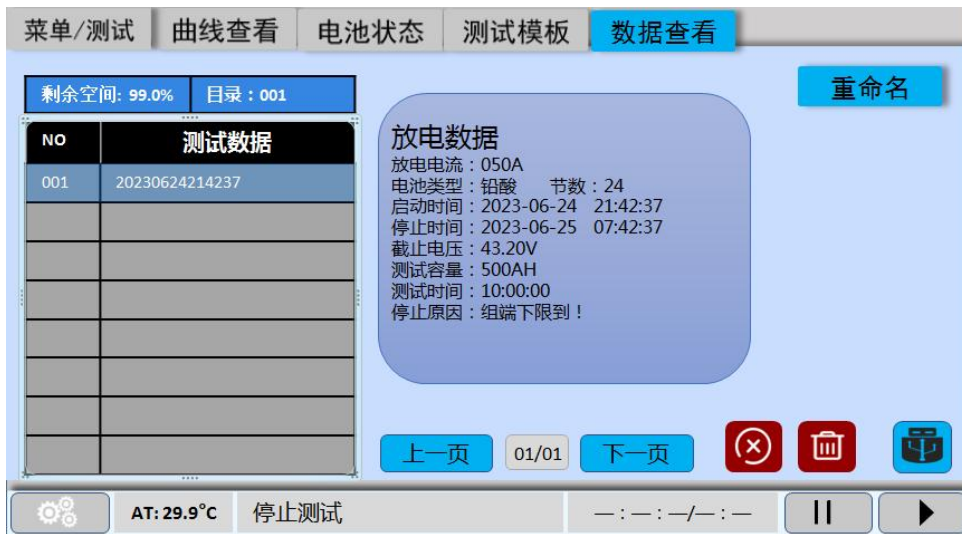 菜单/测试 曲线查看 电池状态 测试模板 数据查看
重命名
剩余空间: 99.0% 目录：001
NO 测试数据
001 20230624214237
放电数据
放电电流：050A
电池类型：铅酸 节数：24
启动时间：2023-06-24 21:42:37
停止时间：2023-06-25 07:42:37
截止电压：43.20V
测试容量：500AH
测试时间：10:00:00
停止原因：组端下限到！
上一页 01/01 下一页
AT: 29.9°C 停止测试 —:—:—/—:—